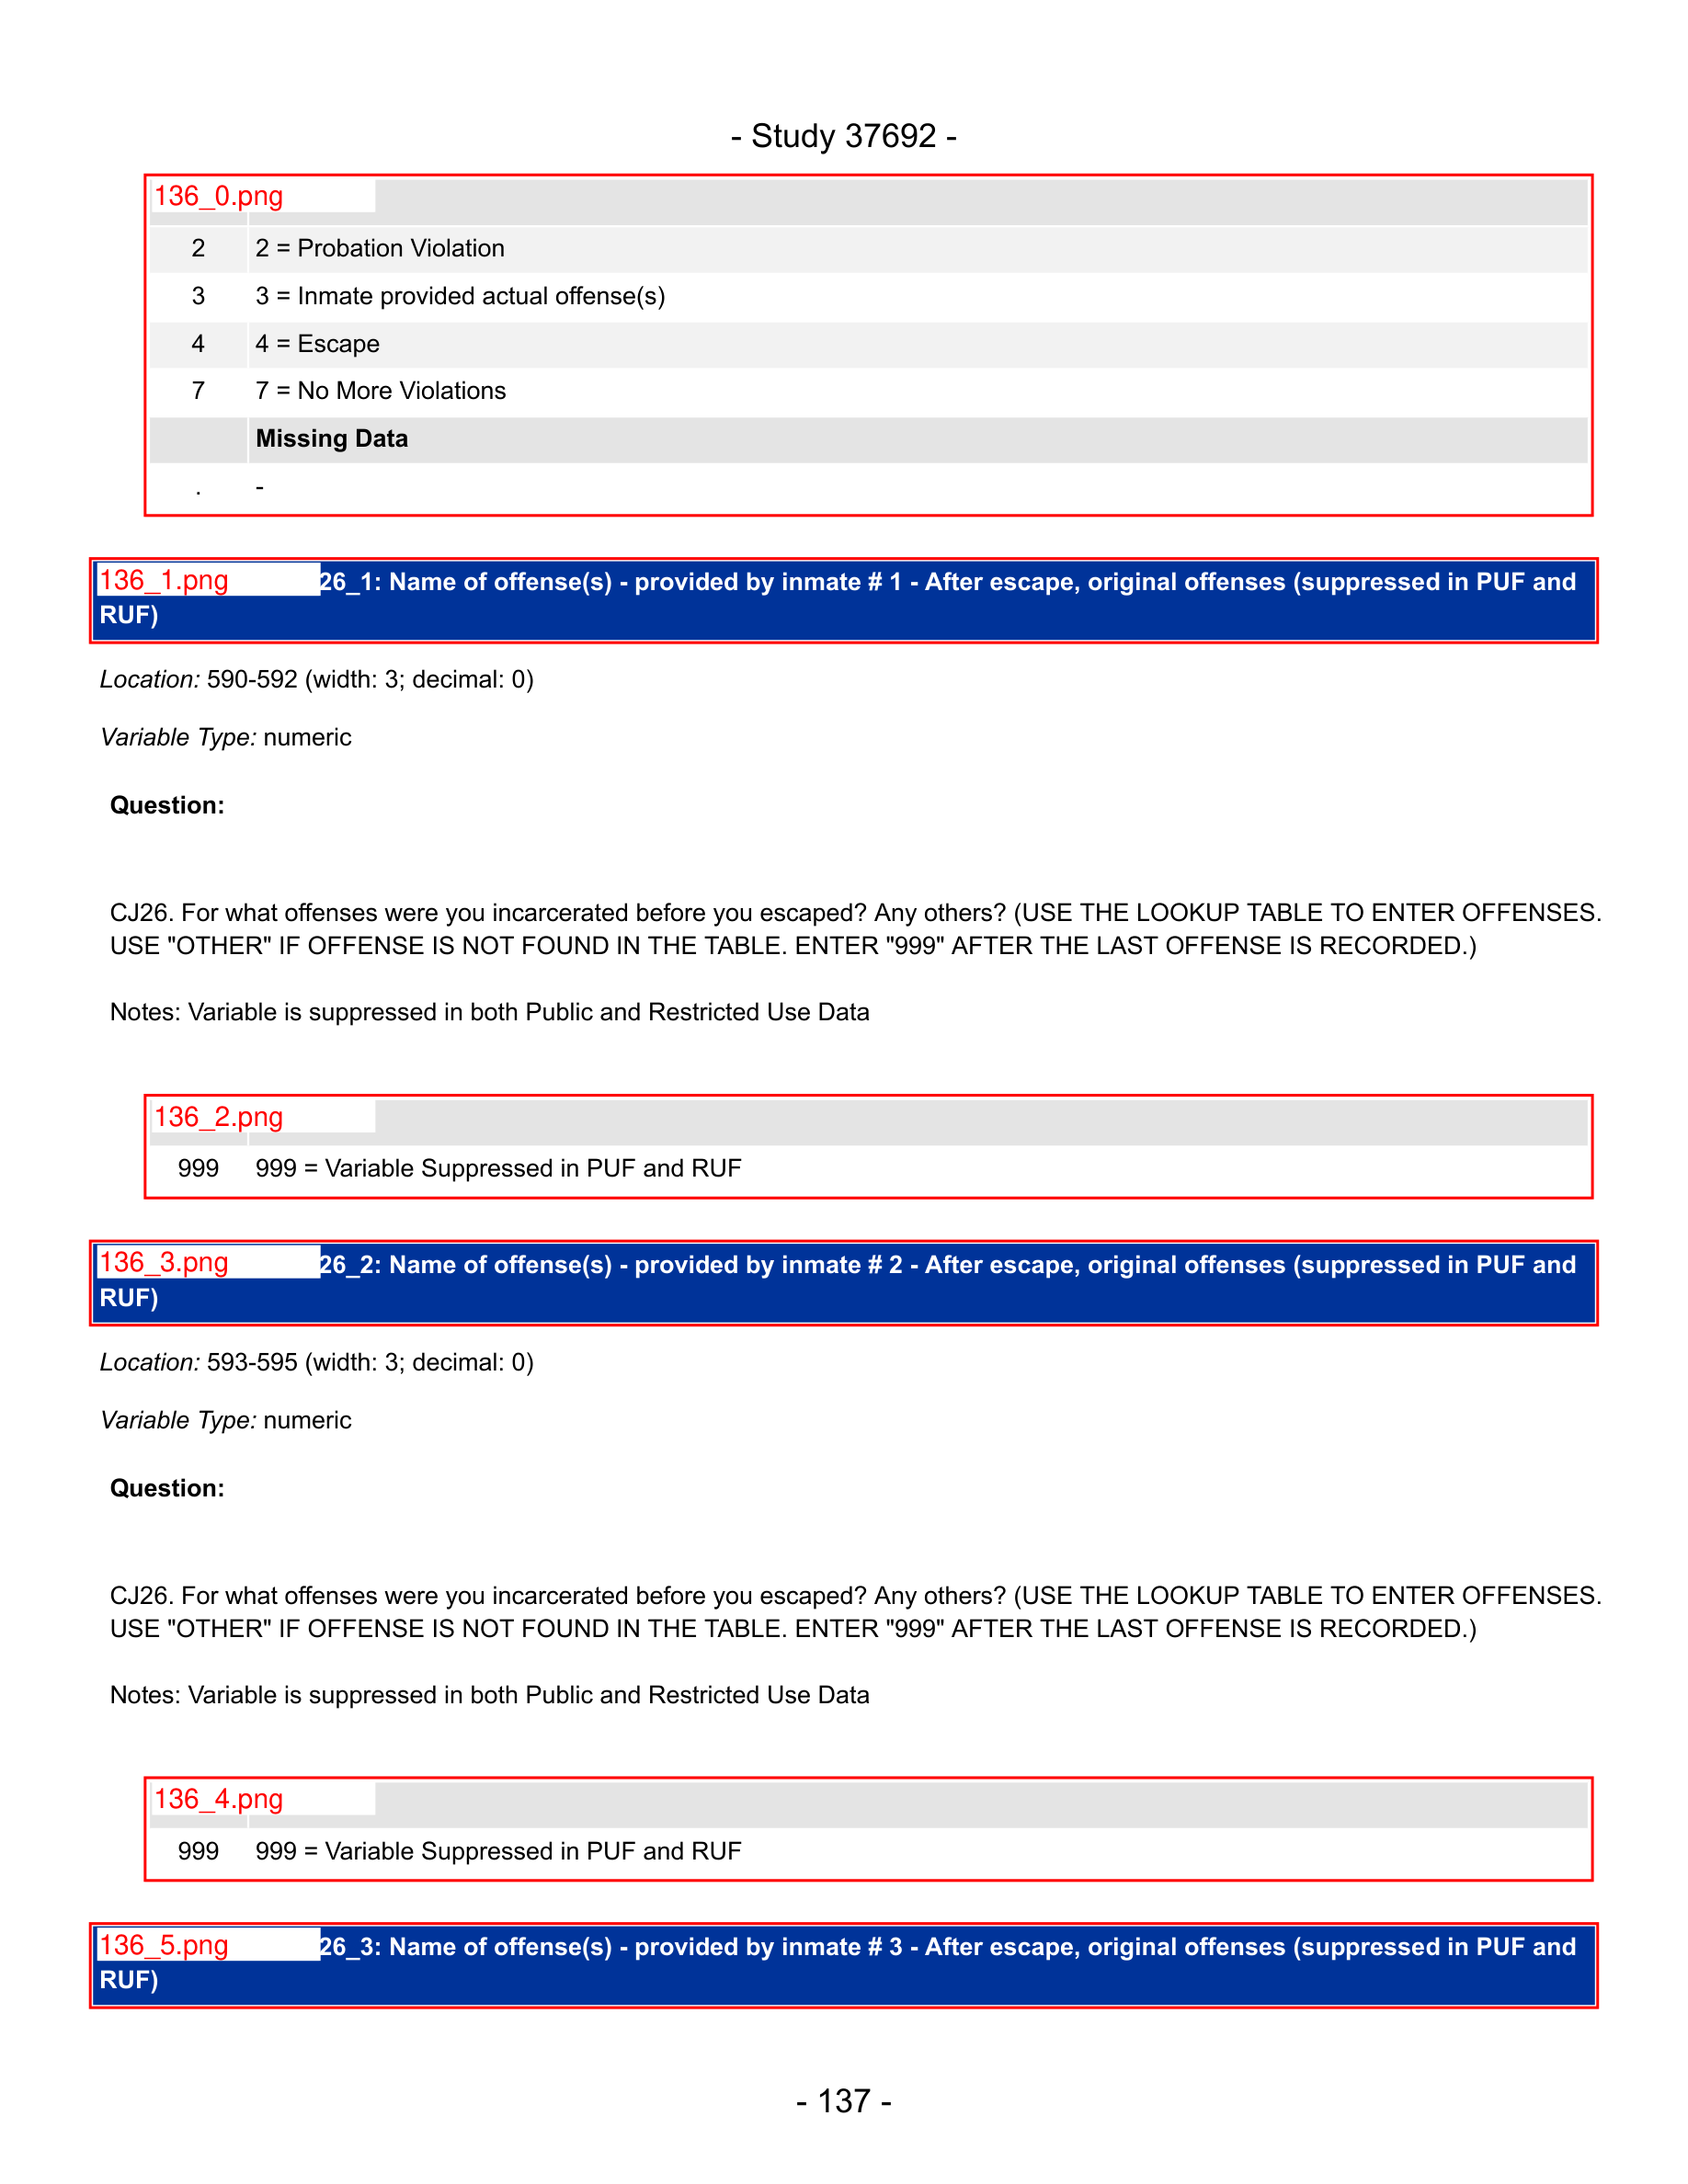 - Study 37692 -
136_0.png
2 2 = Probation Violation
3 3 = Inmate provided actual offense(s)
4 4 = Escape
7 7 = No More Violations
Missing Data
. -
136_1.png 26_1: Name of offense(s) - provided by inmate # 1 - After escape, original offenses (suppressed in PUF and
RUF)
Location: 590-592 (width: 3; decimal: 0)
Variable Type: numeric
Question:
CJ26. For what offenses were you incarcerated before you escaped? Any others? (USE THE LOOKUP TABLE TO ENTER OFFENSES.
USE "OTHER" IF OFFENSE IS NOT FOUND IN THE TABLE. ENTER "999" AFTER THE LAST OFFENSE IS RECORDED.)
Notes: Variable is suppressed in both Public and Restricted Use Data
136_2.png
999 999 = Variable Suppressed in PUF and RUF
136_3.png 26_2: Name of offense(s) - provided by inmate # 2 - After escape, original offenses (suppressed in PUF and
RUF)
Location: 593-595 (width: 3; decimal: 0)
Variable Type: numeric
Question:
CJ26. For what offenses were you incarcerated before you escaped? Any others? (USE THE LOOKUP TABLE TO ENTER OFFENSES.
USE "OTHER" IF OFFENSE IS NOT FOUND IN THE TABLE. ENTER "999" AFTER THE LAST OFFENSE IS RECORDED.)
Notes: Variable is suppressed in both Public and Restricted Use Data
136_4.png
999 999 = Variable Suppressed in PUF and RUF
136_5.png 26_3: Name of offense(s) - provided by inmate # 3 - After escape, original offenses (suppressed in PUF and
RUF)
- 137 -